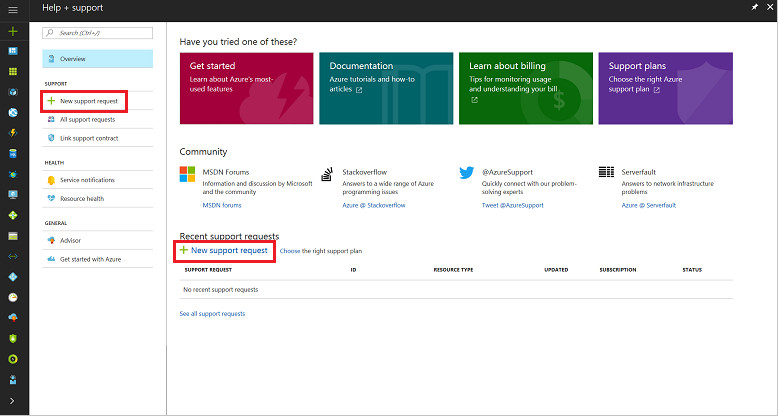 Help + support
Search (Ctrl+/)
Overview
SUPPORT
New support request
All support requests
Link support contract
HEALTH
Service notifications
Resource health
GENERAL
Advisor
Get started with Azure
Have you tried one of these?
Get started
Learn about Azure's most-
used features
Documentation
Azure tutorials and how-to
articles
Learn about billing
Tips for monitoring usage
and understanding your bill
Support plans
Choose the right Azure
support plan
Community
MSDN Forums
Information and discussion by Microsoft
and the community
MSDN forums
Stackoverflow
Answers to a wide range of Azure
programming issues
Azure @ Stackoverflow
@AzureSupport
Quickly connect with our problem-
solving experts
Tweet @AzureSupport
Serverfault
Answers to network infrastructure
problems
Azure @ Serverfault
Recent support requests
New support request
Choose the right support plan
SUPPORT REQUEST ID RESOURCE TYPE UPDATED SUBSCRIPTION STATUS
No recent support requests
See all support requests